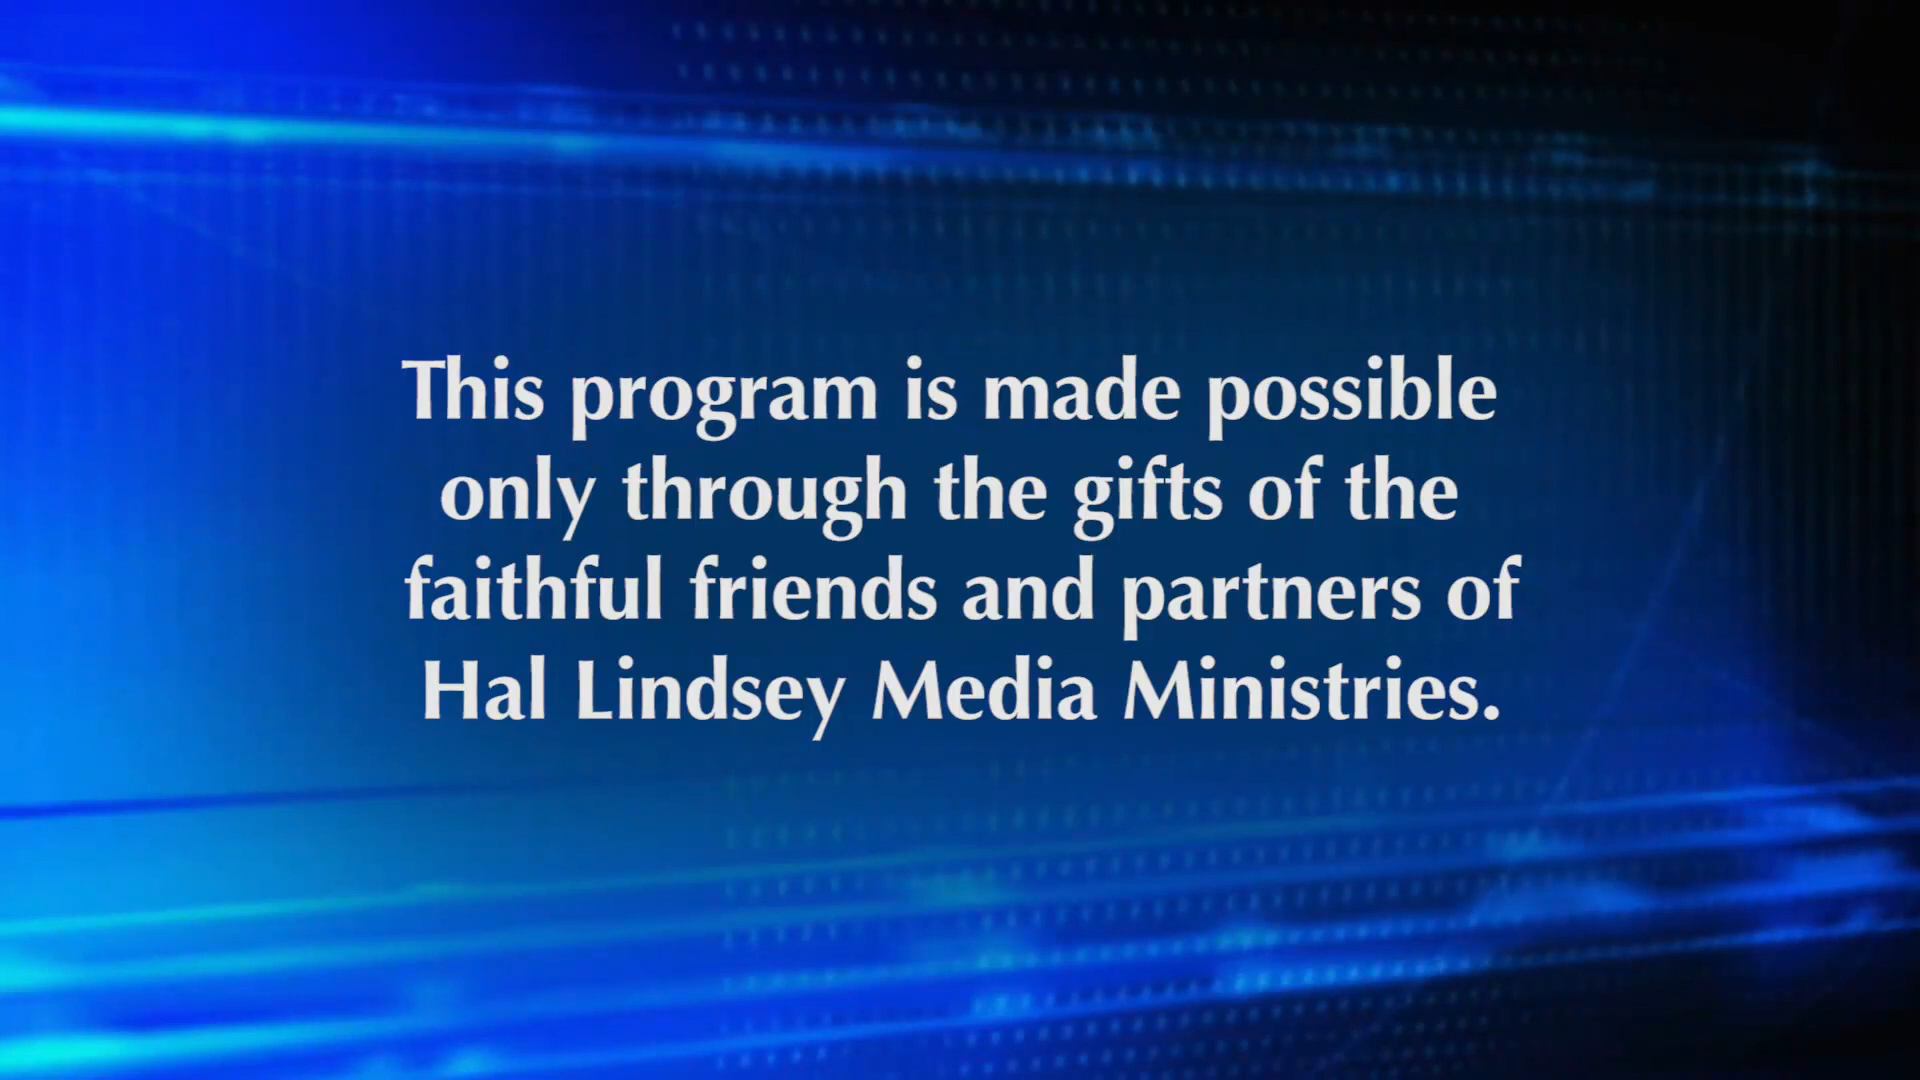 This program is made possible
only through the gifts of the
faithful friends and partners of
Hal Lindsey Media Ministries.